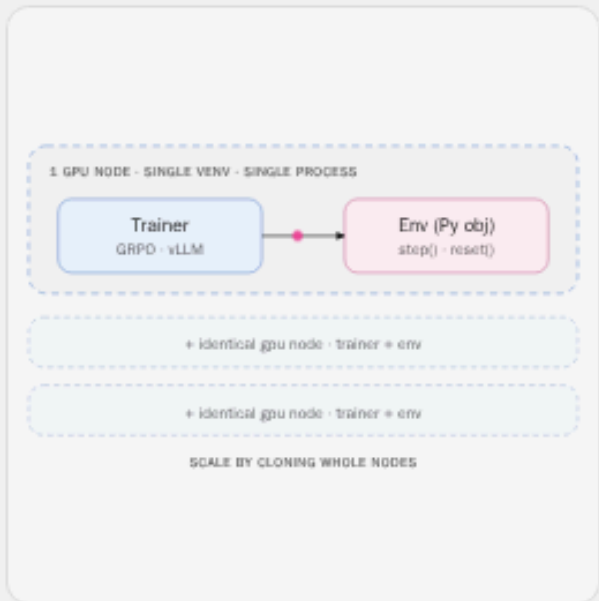 1 GPU NODE · SINGLE VENV · SINGLE PROCESS
Trainer
GRPO · vLLM
Env (Py obj)
step() · reset()
+ identical gpu node · trainer + env
+ identical gpu node · trainer + env
SCALE BY CLONING WHOLE NODES